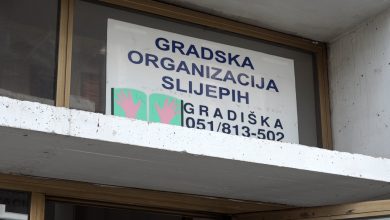 GRADSKA
ORGANIZACIJA
SLIJEPIH
GRADIŠKA
051/813-502